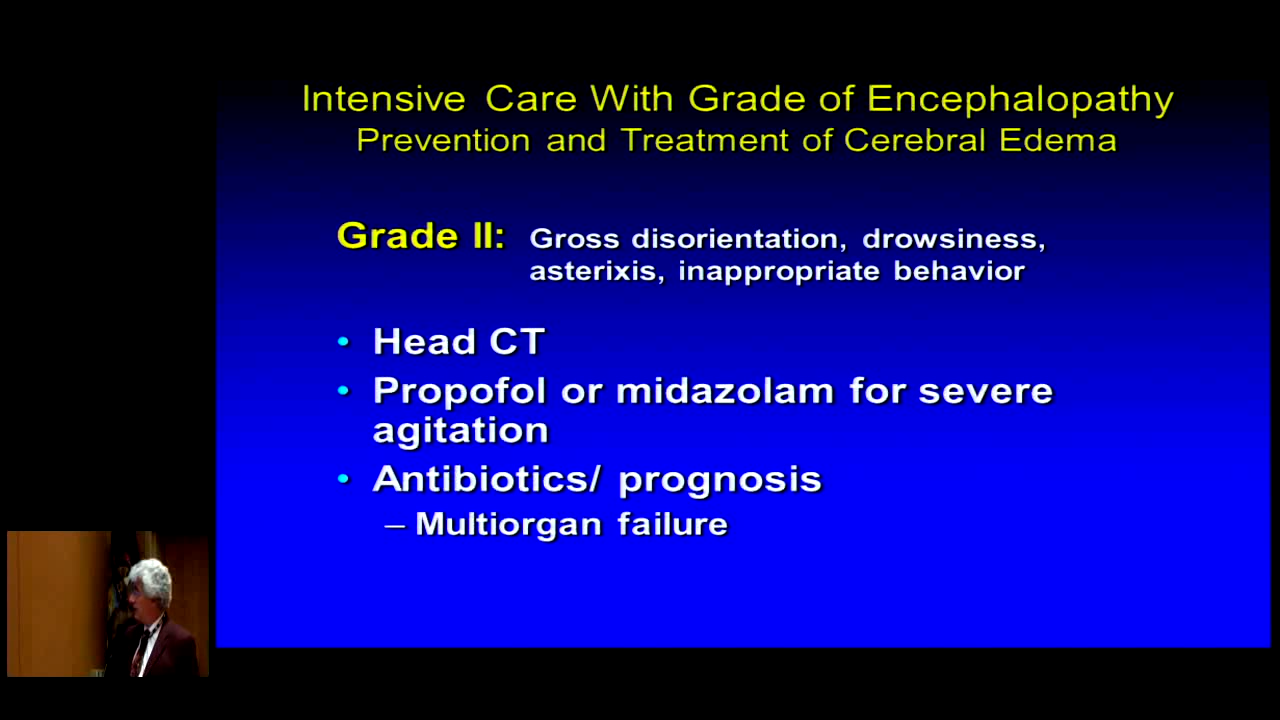 Intensive Care With Grade of Encephalopathy
Prevention and Treatment of Cerebral Edema
Grade II: Gross disorientation, drowsiness,
asterixis, inappropriate behavior
• Head CT
• Propofol or midazolam for severe
agitation
• Antibiotics/ prognosis
– Multiorgan failure